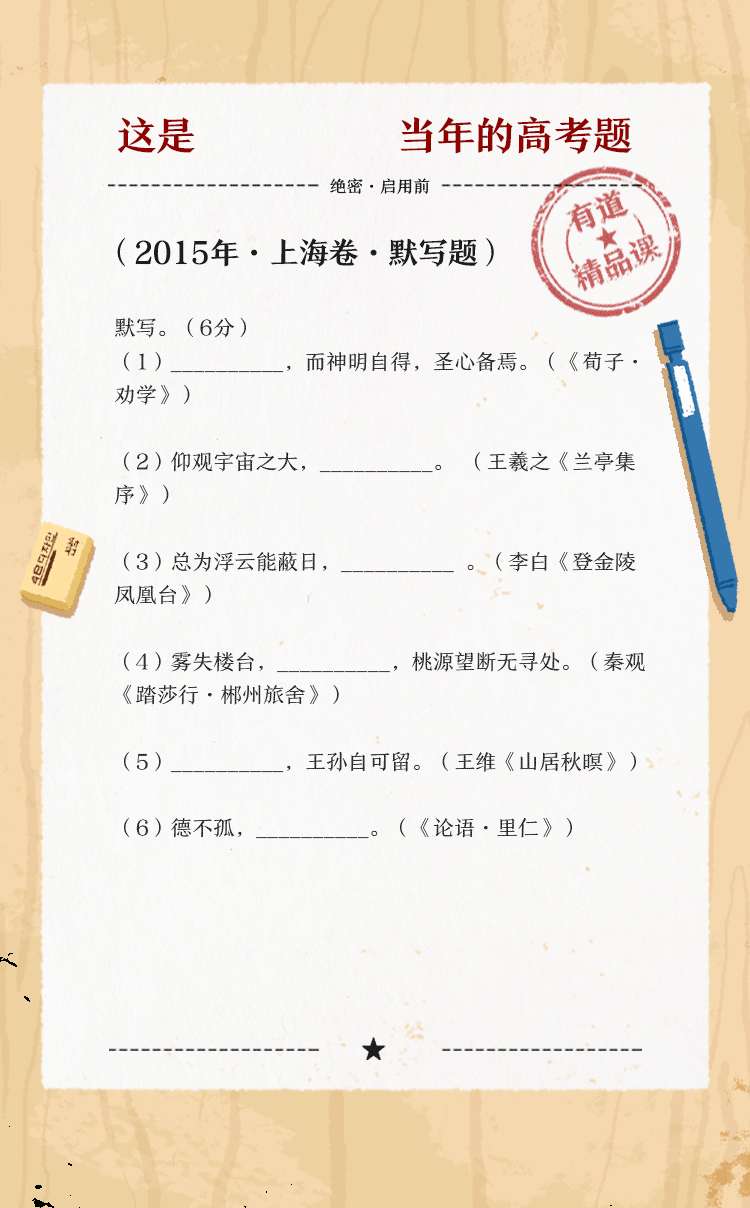 这是 当年的高考题
绝密·启用前
有道
精品课
（2015年·上海卷·默写题）
默写。（6分）
（1）__________，而神明自得，圣心备焉。（《荀子·
劝学》）
（2）仰观宇宙之大，__________。（王羲之《兰亭集
序》）
（3）总为浮云能蔽日，__________ 。（李白《登金陵
凤凰台》）
（4）雾失楼台，__________，桃源望断无寻处。（秦观
《踏莎行·郴州旅舍》）
（5）__________，王孙自可留。（王维《山居秋暝》）
（6）德不孤，__________。（《论语·里仁》）